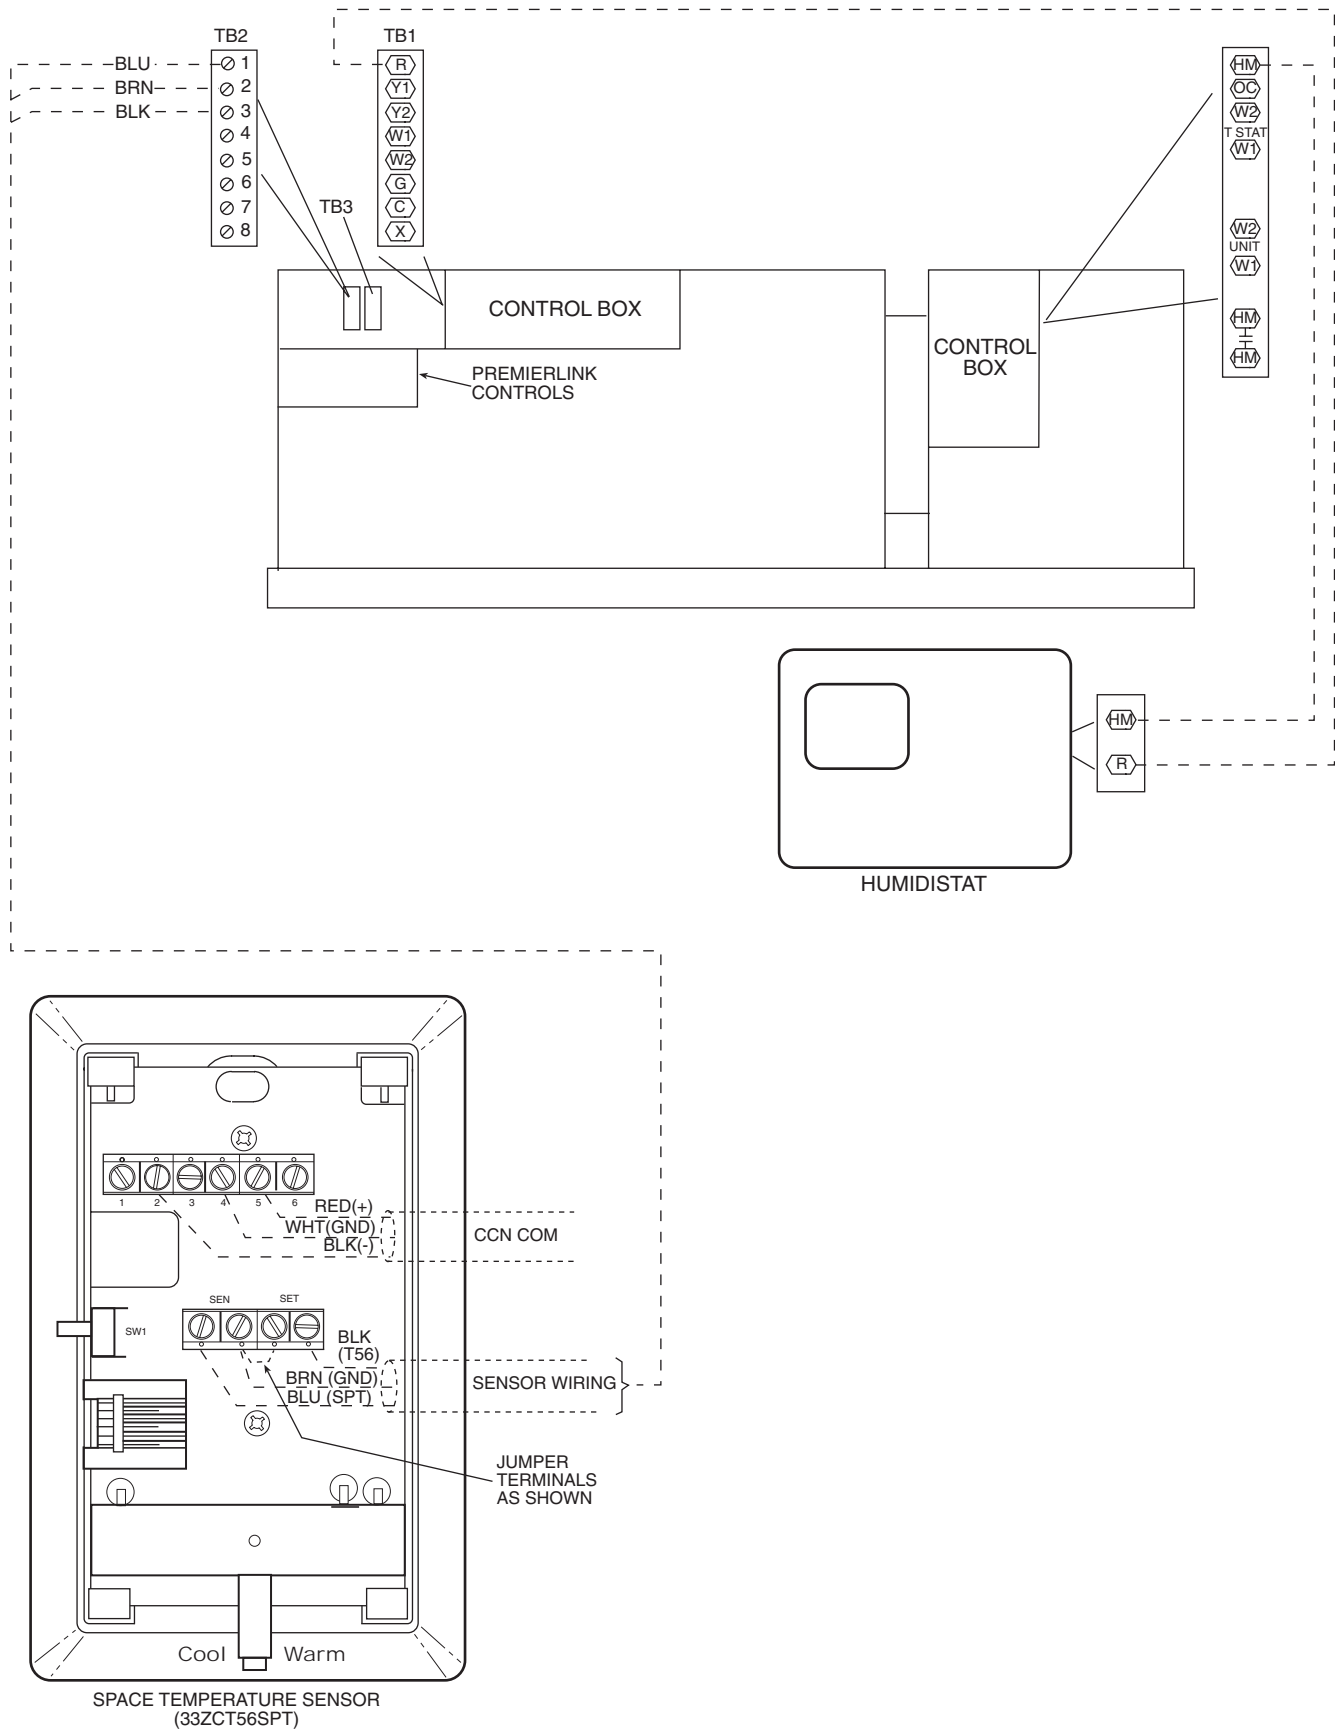 TB2
TB1
BLU
BRN
BLK
1
2
3
4
5
6
7
8
R
Y1
Y2
W1
W2
G
C
X
TB3
HM
OC
W2
T STAT
W1
W2
UNIT
W1
HM
HM
CONTROL BOX
CONTROL
BOX
PREMIERLINK
CONTROLS
HM
R
HUMIDISTAT
1 2 3 4 5 6
RED(+)
WHT(GND)
BLK(-)
CCN COM
SEN SET
SW1
BLK
(T56)
BRN (GND)
BLU (SPT)
SENSOR WIRING
JUMPER
TERMINALS
AS SHOWN
Cool Warm
SPACE TEMPERATURE SENSOR
(33ZCT56SPT)